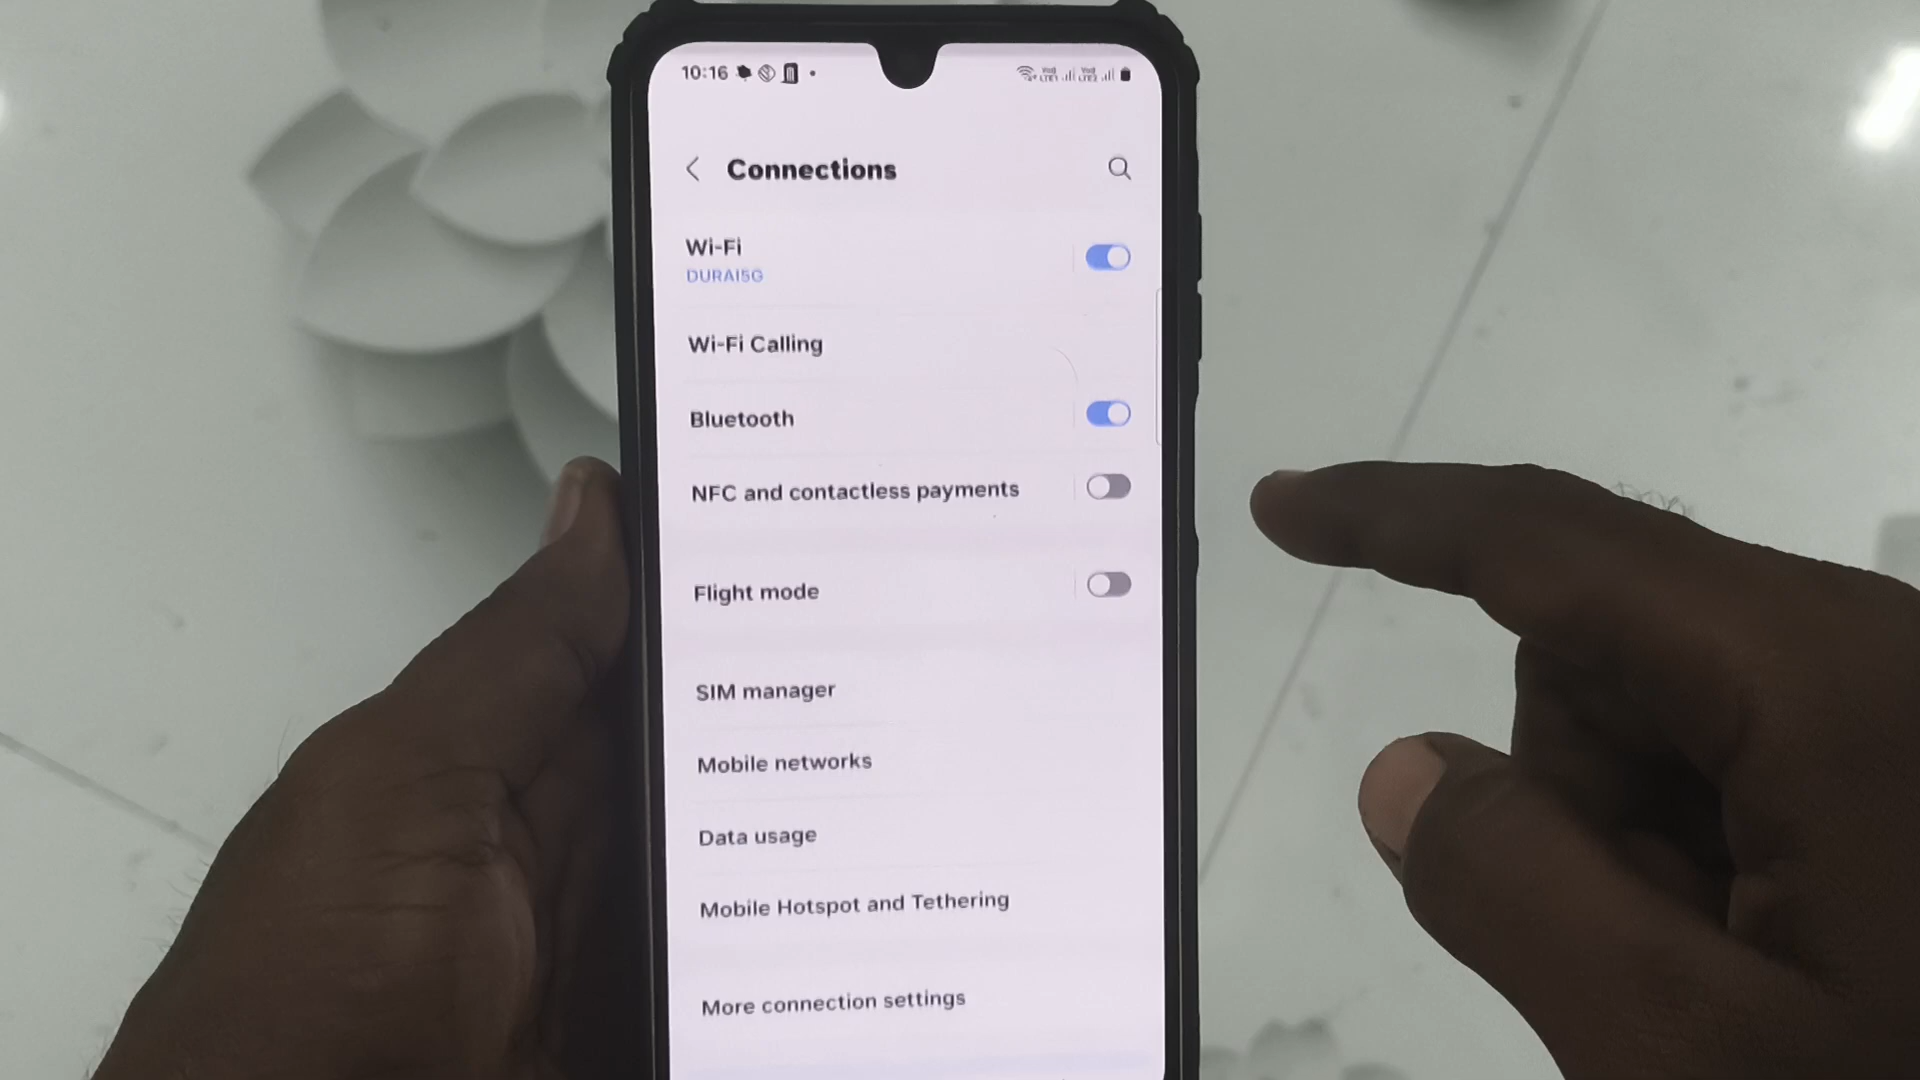 10:16
Connections
Wi-Fi
DURAI5G
Wi-Fi Calling
Bluetooth
NFC and contactless payments
Flight mode
SIM manager
Mobile networks
Data usage
Mobile Hotspot and Tethering
More connection settings